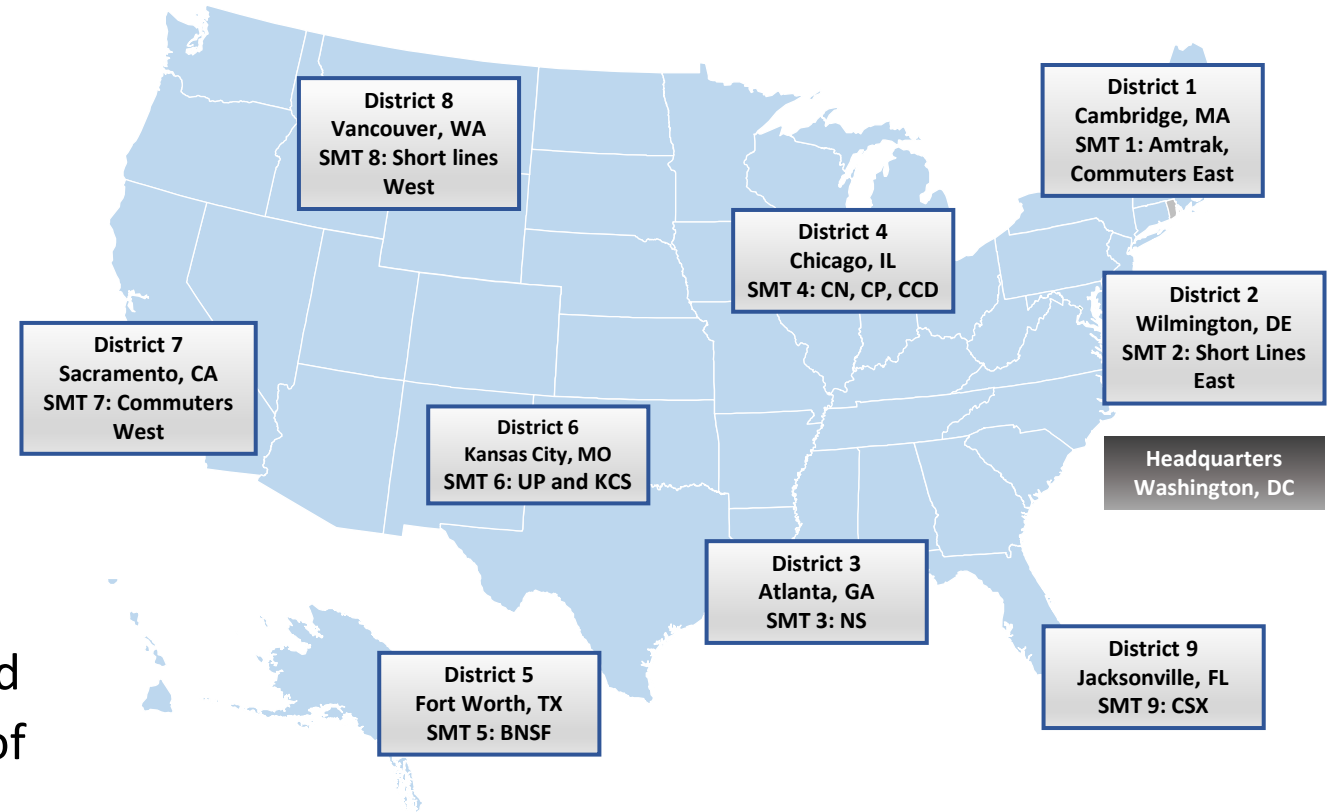 District 8
Vancouver, WA
SMT 8: Short lines
West
District 1
Cambridge, MA
SMT 1: Amtrak,
Commuters East
District 4
Chicago, IL
SMT 4: CN, CP, CCD
District 2
Wilmington, DE
SMT 2: Short Lines
East
District 7
Sacramento, CA
SMT 7: Commuters
West
District 6
Kansas City, MO
SMT 6: UP and KCS
Headquarters
Washington, DC
District 3
Atlanta, GA
SMT 3: NS
District 9
Jacksonville, FL
SMT 9: CSX
District 5
Fort Worth, TX
SMT 5: BNSF
d
of